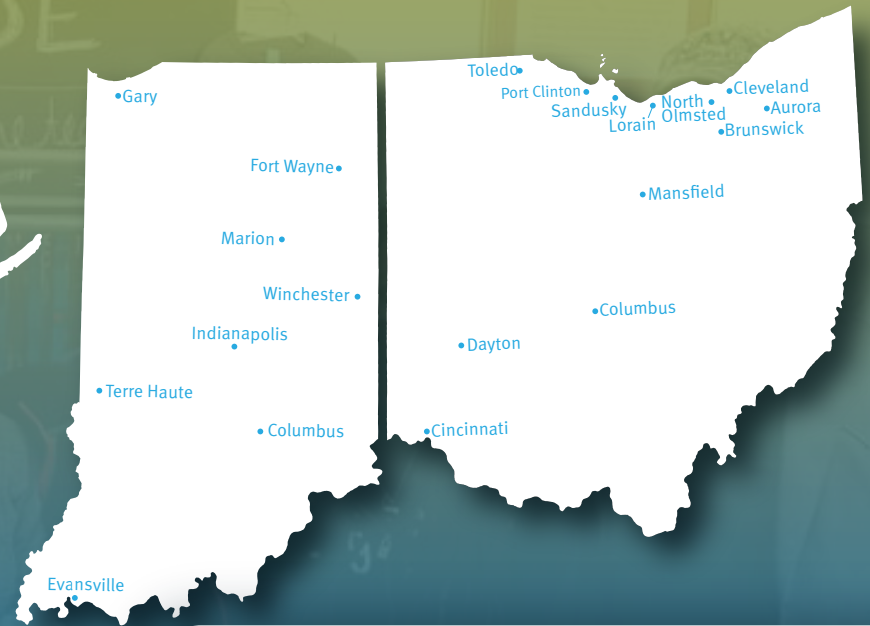 Gary
Fort Wayne
Marion
Winchester
Indianapolis
Terre Haute
Columbus
Evansville
Toledo
Port Clinton
Sandusky
Lorain
North
Olmsted
Cleveland
Aurora
Brunswick
Mansfield
Columbus
Dayton
Cincinnati